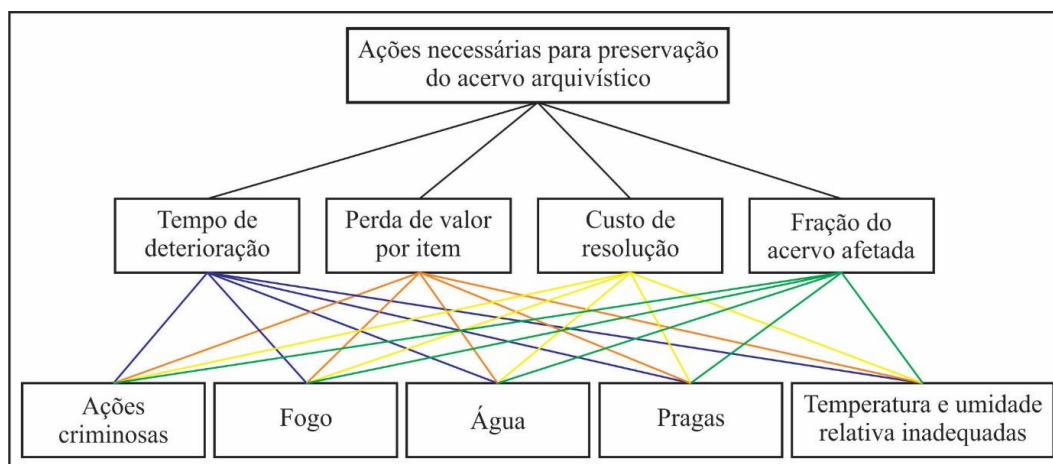 Ações necessárias para preservação
do acervo arquivístico
Tempo de
deterioração
Perda de valor
por item
Custo de
resolução
Fração do
acervo afetada
Ações
criminosas
Fogo
Água
Pragas
Temperatura e umidade
relativa inadequadas